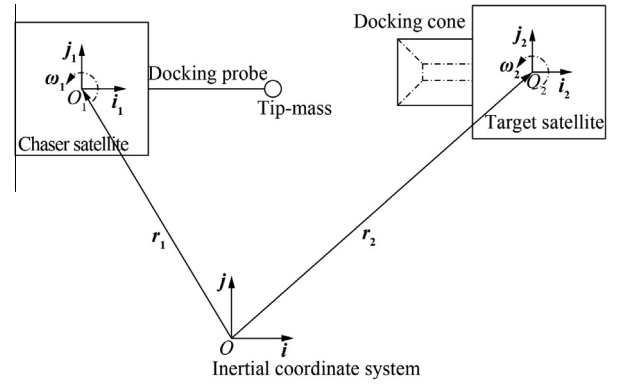 Docking cone
j₁
j₂
ω₁
ω₂
O₁
i₁
O₂
i₂
Docking probe
Tip-mass
Chaser satellite
Target satellite
r₁
r₂
j
O
i
Inertial coordinate system